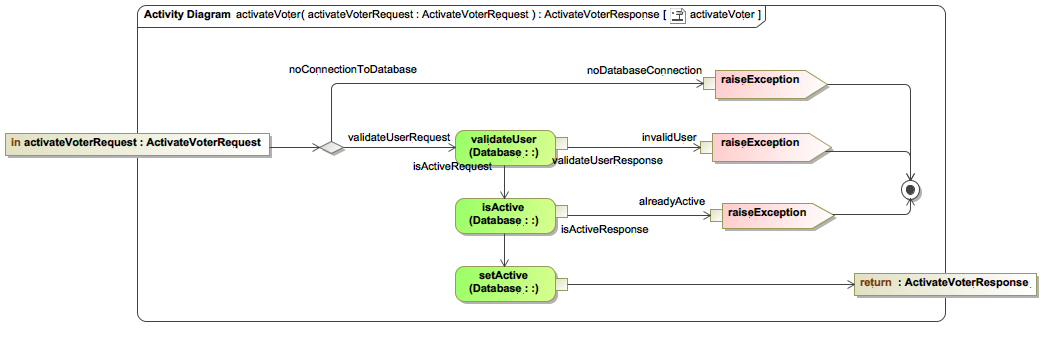 Activity Diagram activateVoter( activateVoterRequest : ActivateVoterRequest ) : ActivateVoterResponse [ activateVoter ]
noConnectionToDatabase
noDatabaseConnection
raiseException
in activateVoterRequest : ActivateVoterRequest
validateUserRequest
validateUser
(Database : :)
invalidUser
raiseException
isActiveRequest
validateUserResponse
isActive
(Database : :)
alreadyActive
raiseException
isActiveResponse
setActive
(Database : :)
return : ActivateVoterResponse